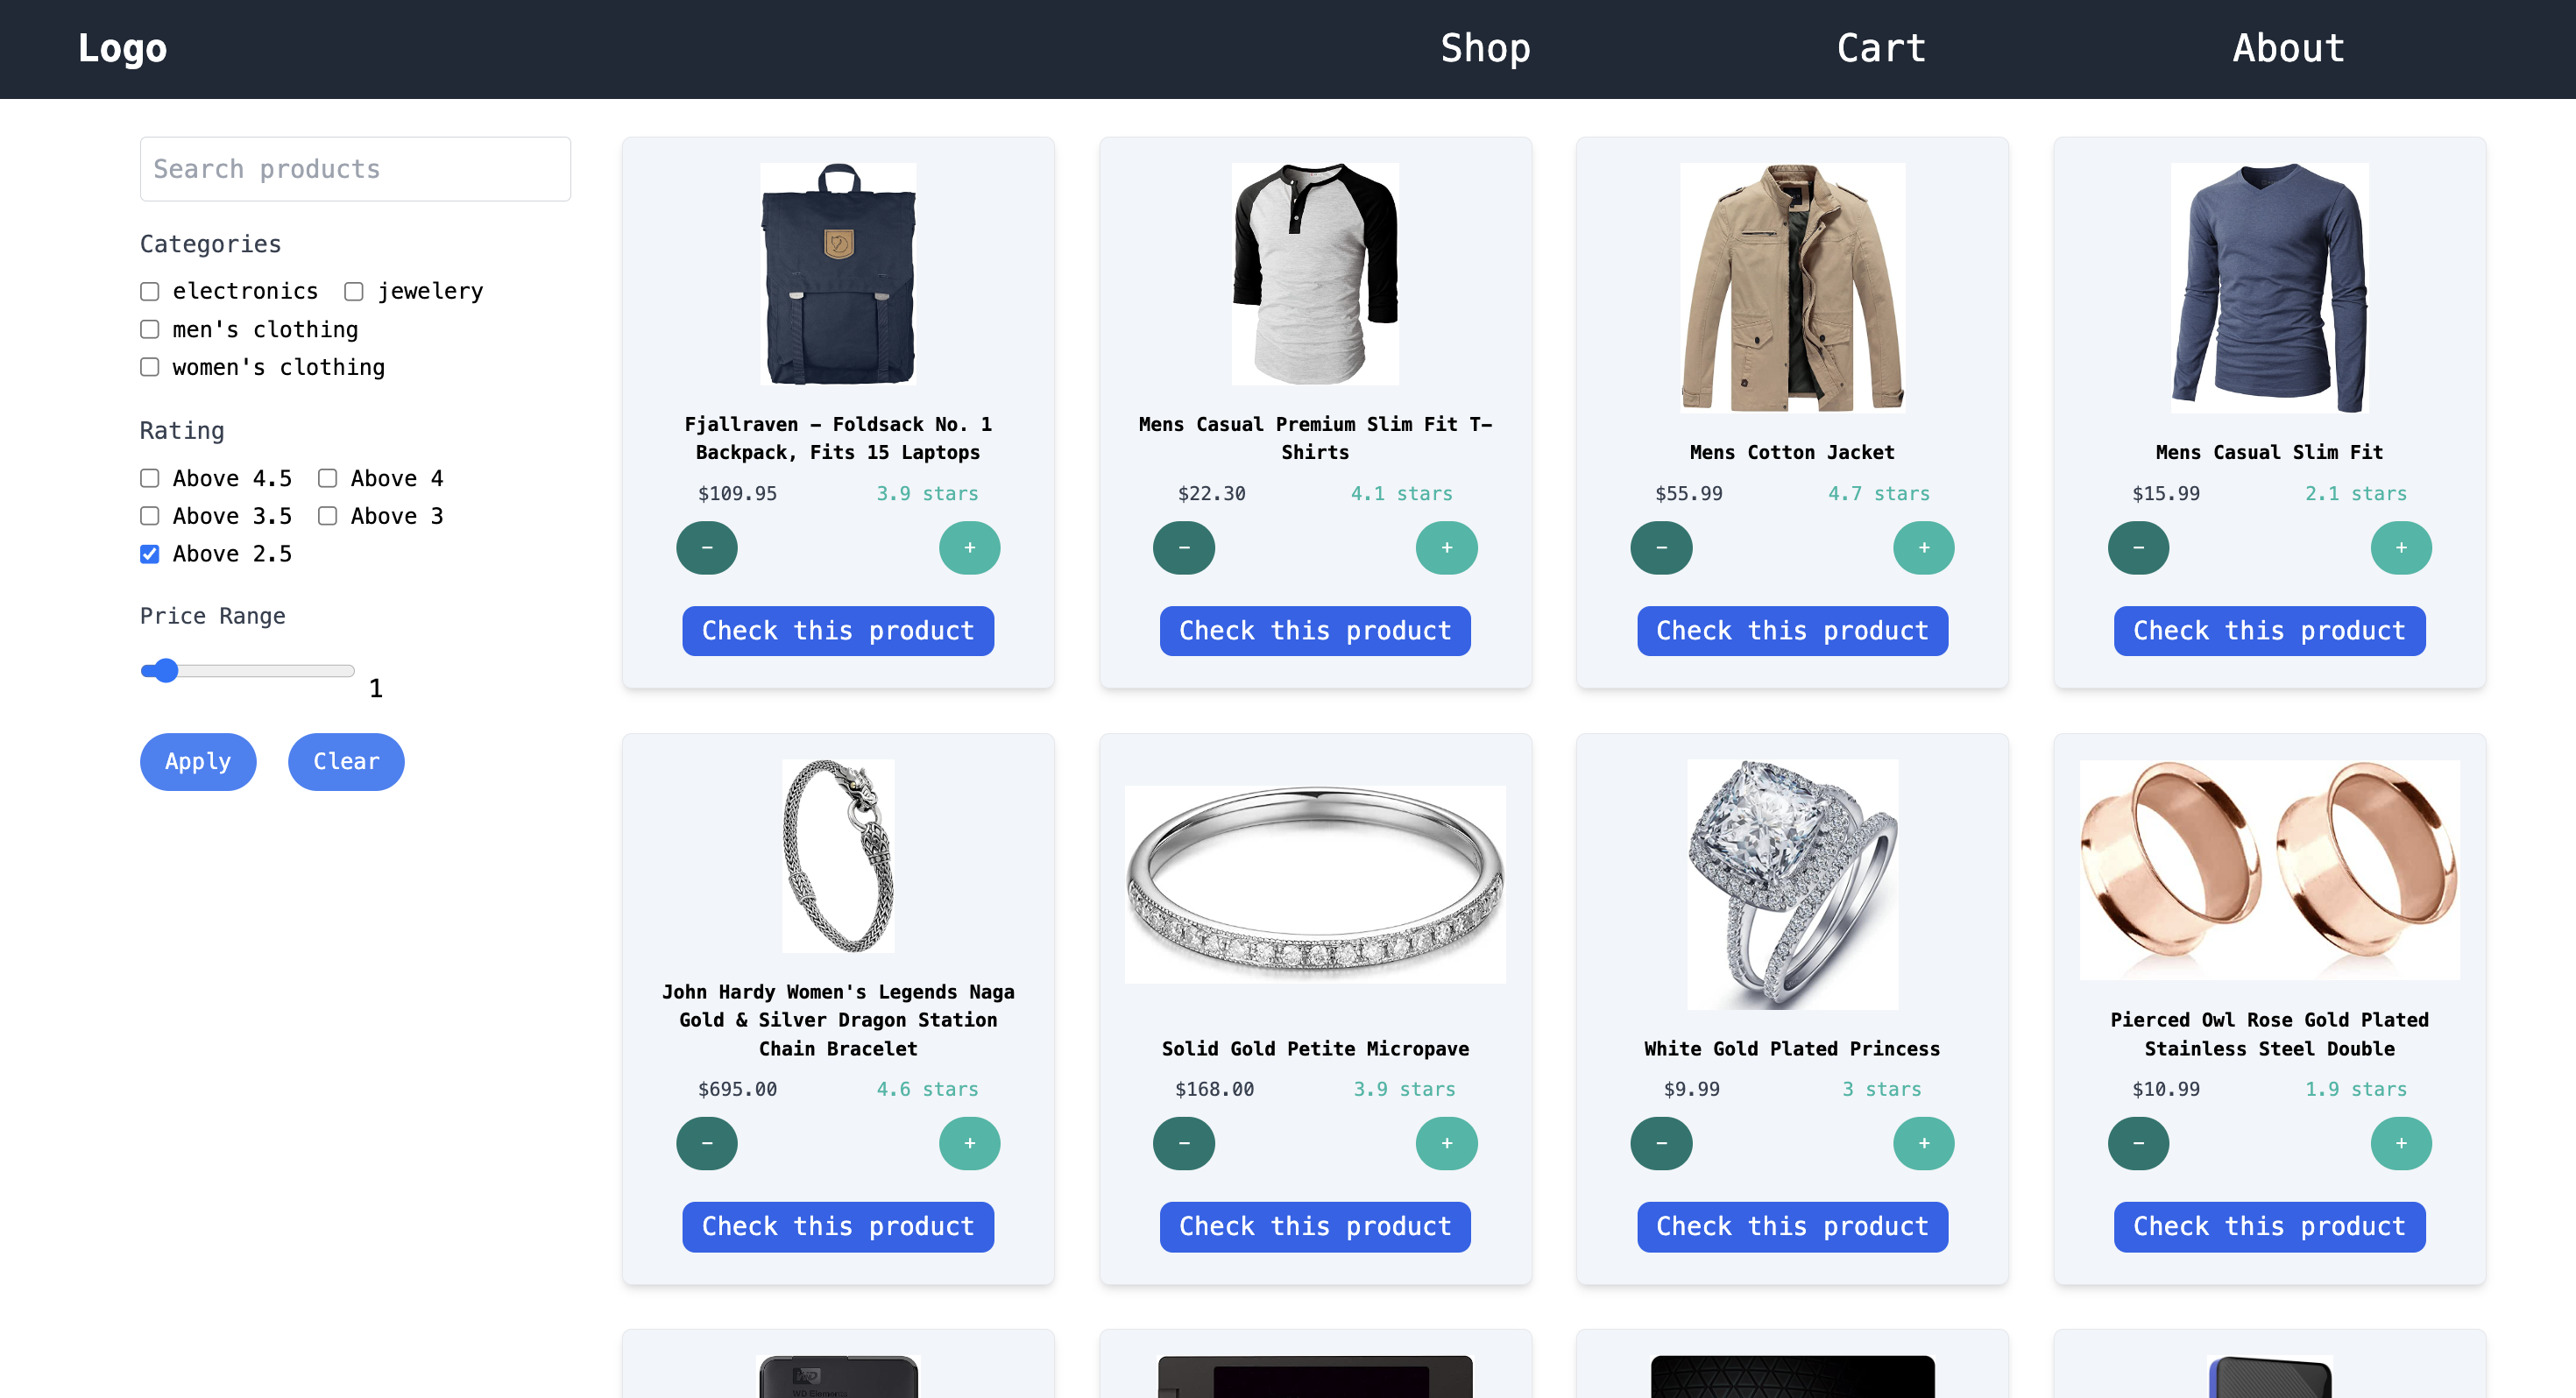 Logo
Shop
Cart
About
Search products
Categories
electronics
jewelery
men's clothing
women's clothing
Rating
Above 4.5
Above 4
Above 3.5
Above 3
Above 2.5
Price Range
1
Apply
Clear
Fjallraven - Foldsack No. 1
Backpack, Fits 15 Laptops
$109.95
3.9 stars
-
+
Check this product
Mens Casual Premium Slim Fit T-
Shirts
$22.30
4.1 stars
-
+
Check this product
Mens Cotton Jacket
$55.99
4.7 stars
-
+
Check this product
Mens Casual Slim Fit
$15.99
2.1 stars
-
+
Check this product
John Hardy Women's Legends Naga
Gold & Silver Dragon Station
Chain Bracelet
$695.00
4.6 stars
-
+
Check this product
Solid Gold Petite Micropave
$168.00
3.9 stars
-
+
Check this product
White Gold Plated Princess
$9.99
3 stars
-
+
Check this product
Pierced Owl Rose Gold Plated
Stainless Steel Double
$10.99
1.9 stars
-
+
Check this product
WD